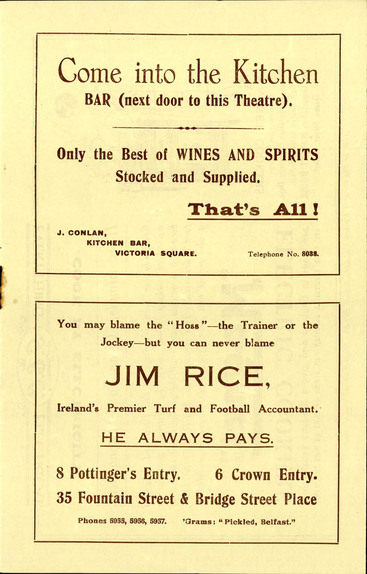 Come into the Kitchen
BAR (next door to this Theatre).
Only the Best of WINES AND SPIRITS
Stocked and Supplied.
That's All!
J. CONLAN,
KITCHEN BAR,
VICTORIA SQUARE.
Telephone No. 8088.
You may blame the "Hoss"—the Trainer or the
Jockey—but you can never blame
JIM RICE,
Ireland's Premier Turf and Football Accountant.
HE ALWAYS PAYS.
8 Pottinger's Entry. 6 Crown Entry.
35 Fountain Street & Bridge Street Place
Phones 5955, 5956, 5957. 'Grams: "Pickled, Belfast."